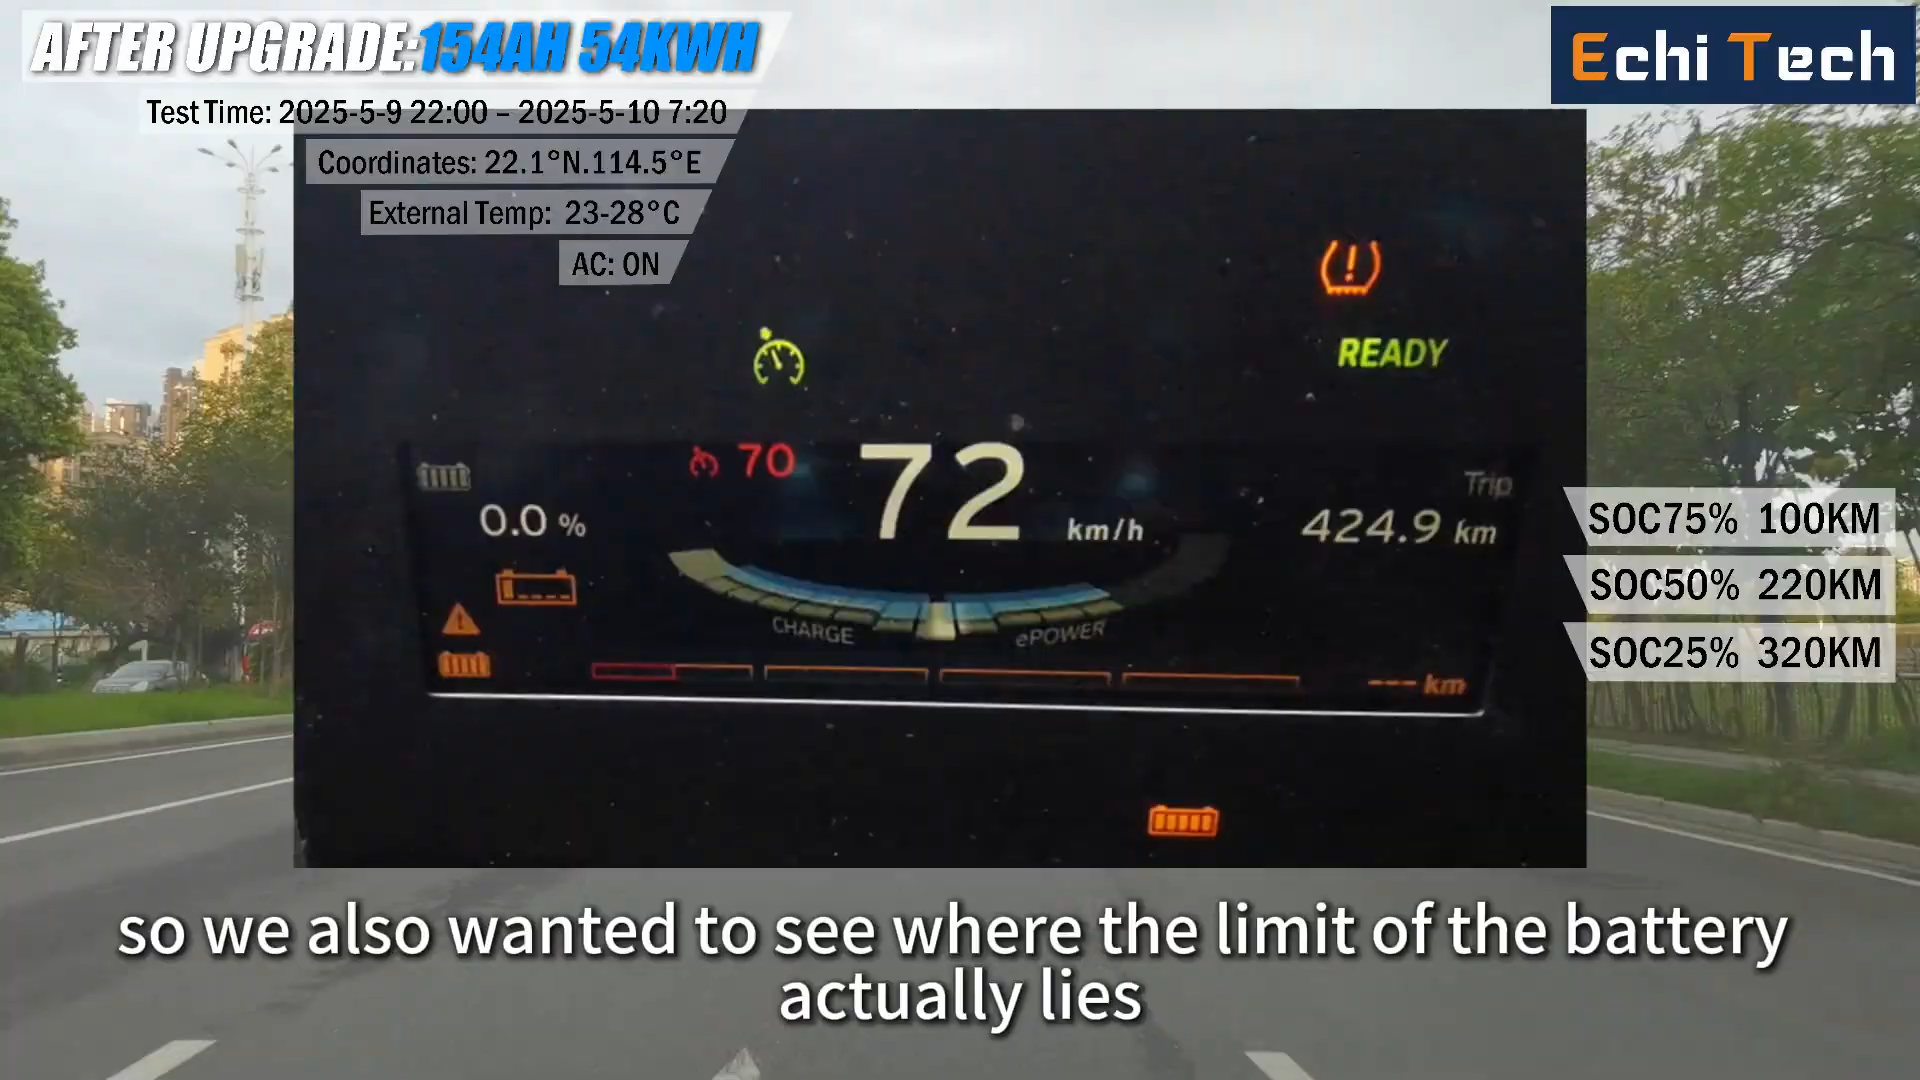 AFTER UPGRADE:154AH 54KWH
Echi Tech
Test Time: 2025-5-9 22:00 – 2025-5-10 7:20
Coordinates: 22.1°N.114.5°E
External Temp: 23-28°C
AC: ON
READY
70
72
km/h
0.0 %
Trip
424.9 km
CHARGE
ePOWER
--- km
SOC75% 100KM
SOC50% 220KM
SOC25% 320KM
so we also wanted to see where the limit of the battery
actually lies